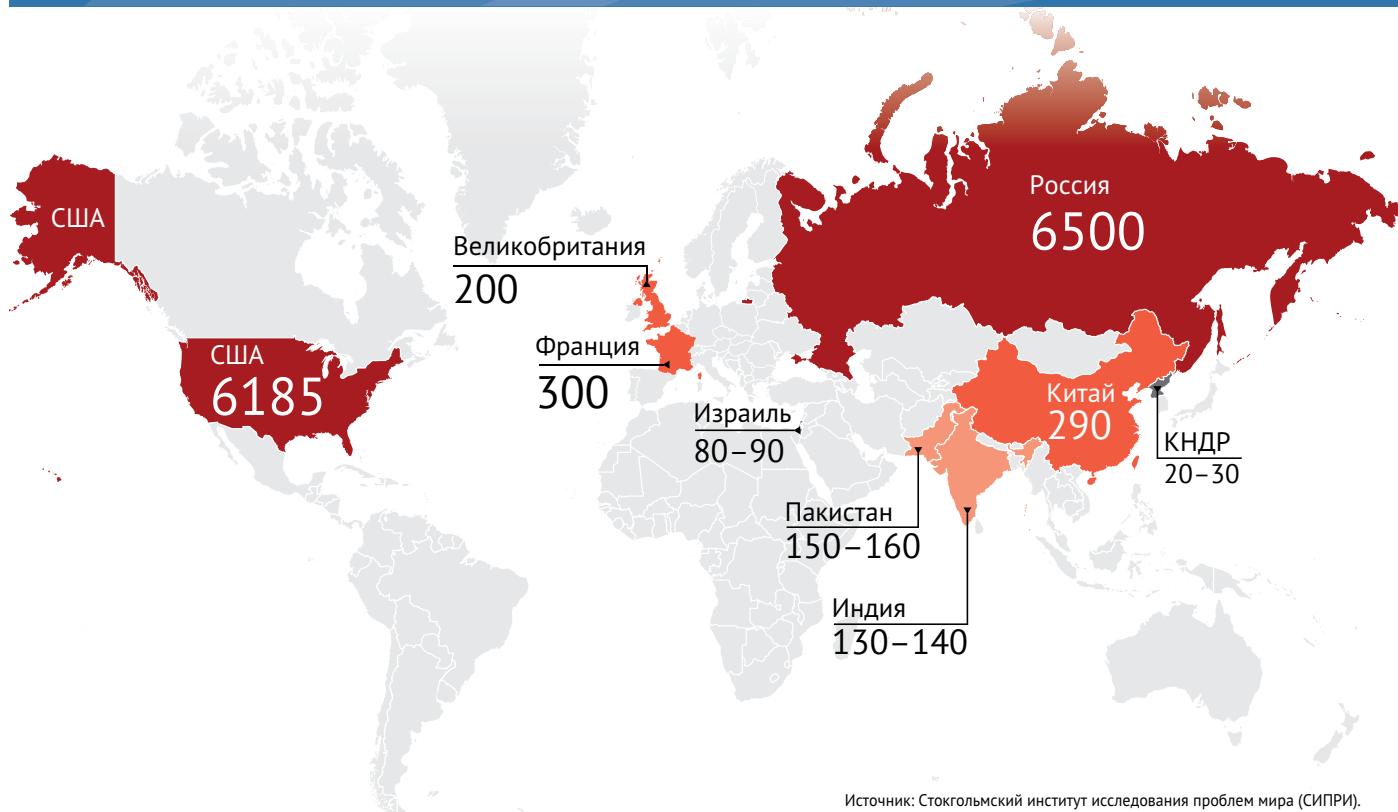 США
США
6185
Великобритания
200
Франция
300
Израиль
80–90
Россия
6500
Китай
290
КНДР
20–30
Пакистан
150–160
Индия
130–140
Источник: Стокгольмский институт исследования проблем мира (СИПРИ).